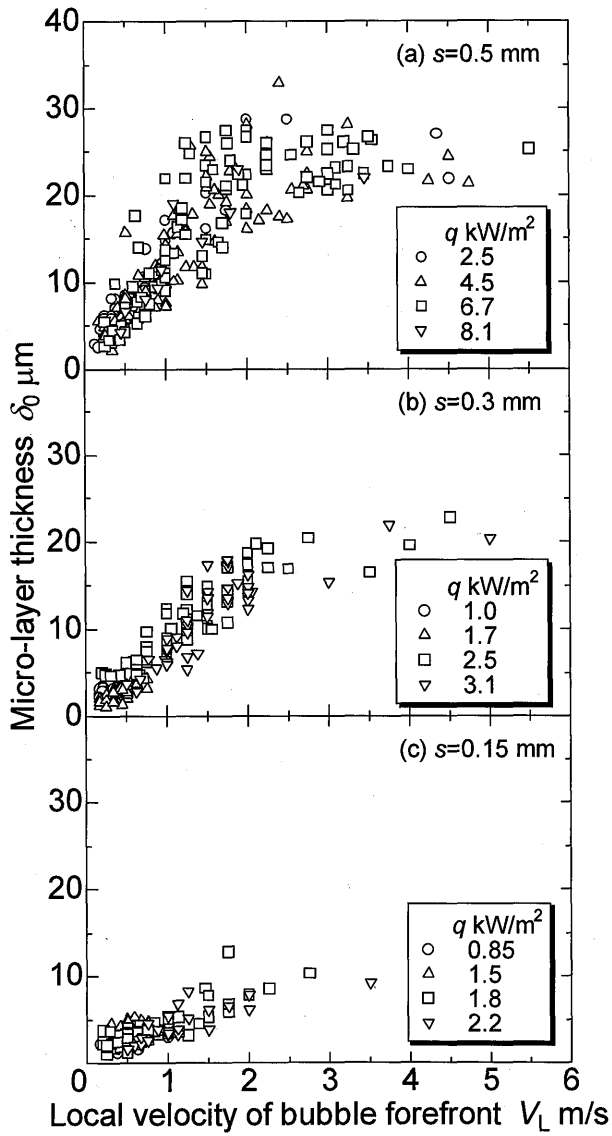 40
(a) s=0.5 mm
30
20
q kW/m²
2.5
4.5
6.7
8.1
10
0
(b) s=0.3 mm
30
20
q kW/m²
1.0
1.7
2.5
3.1
10
0
(c) s=0.15 mm
30
20
q kW/m²
0.85
1.5
1.8
2.2
10
0
0 1 2 3 4 5 6
Micro-layer thickness δ₀ μm
Local velocity of bubble forefront V_L m/s